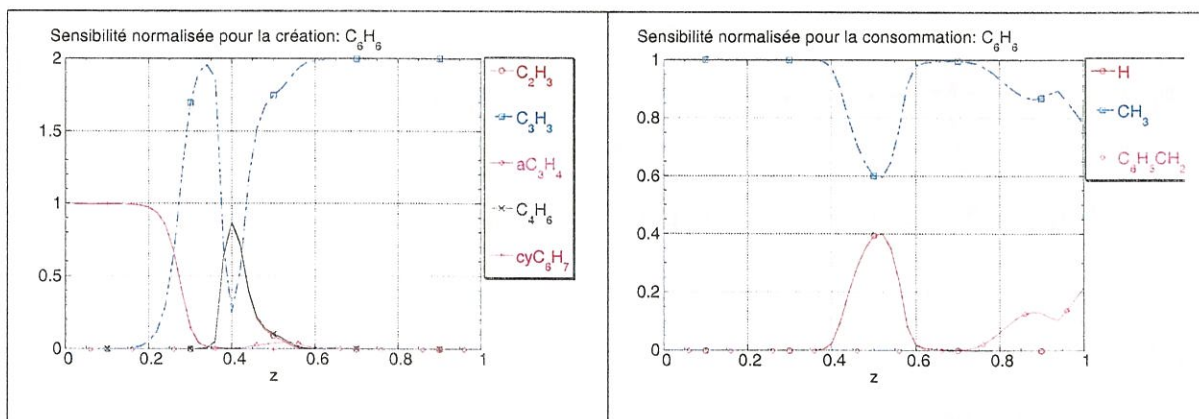 Sensibilité normalisée pour la création: C₆H₆
2
1.5
1
0.5
0
0 0.2 0.4 0.6 0.8 1
z
C₂H₃
C₃H₃
aC₃H₄
C₄H₆
cyC₆H₇
Sensibilité normalisée pour la consommation: C₆H₆
1
0.8
0.6
0.4
0.2
0
0 0.2 0.4 0.6 0.8 1
z
H
CH₃
C₆H₅CH₂